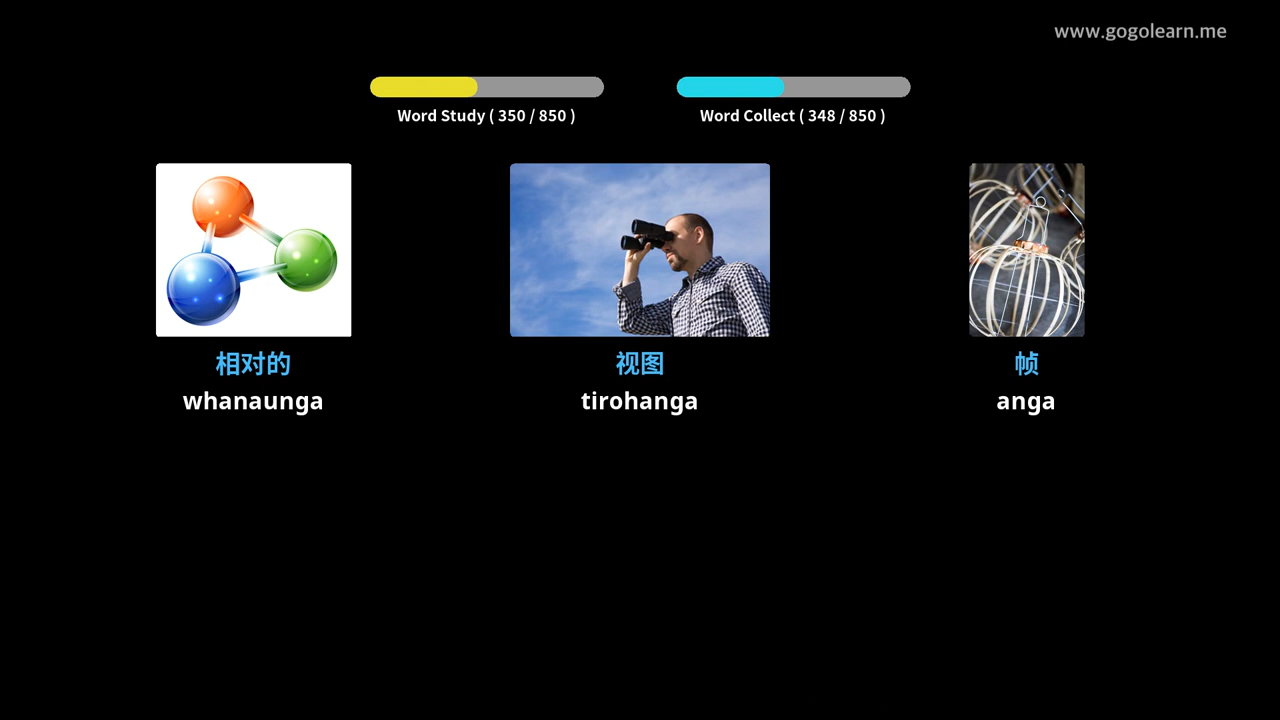 www.gogolearn.me
Word Study ( 350 / 850 )
Word Collect ( 348 / 850 )
相对的
whanaunga
视图
tirohanga
帧
anga